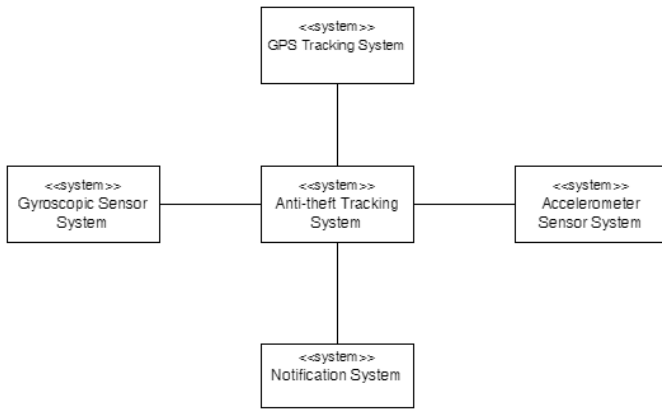 <<system>>
GPS Tracking System
<<system>>
Gyroscopic Sensor
System
<<system>>
Anti-theft Tracking
System
<<system>>
Accelerometer
Sensor System
<<system>>
Notification System